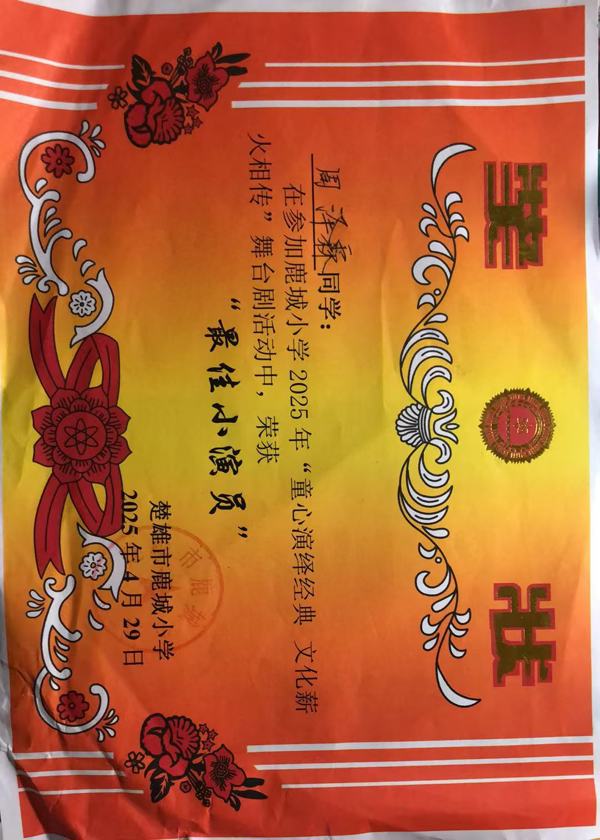 奖 状
周泽霖同学：
在参加鹿城小学2025年“童心演绎经典 文化薪
火相传”舞台剧活动中，荣获
“最佳小演员”
楚雄市鹿城小学
2025年4月29日